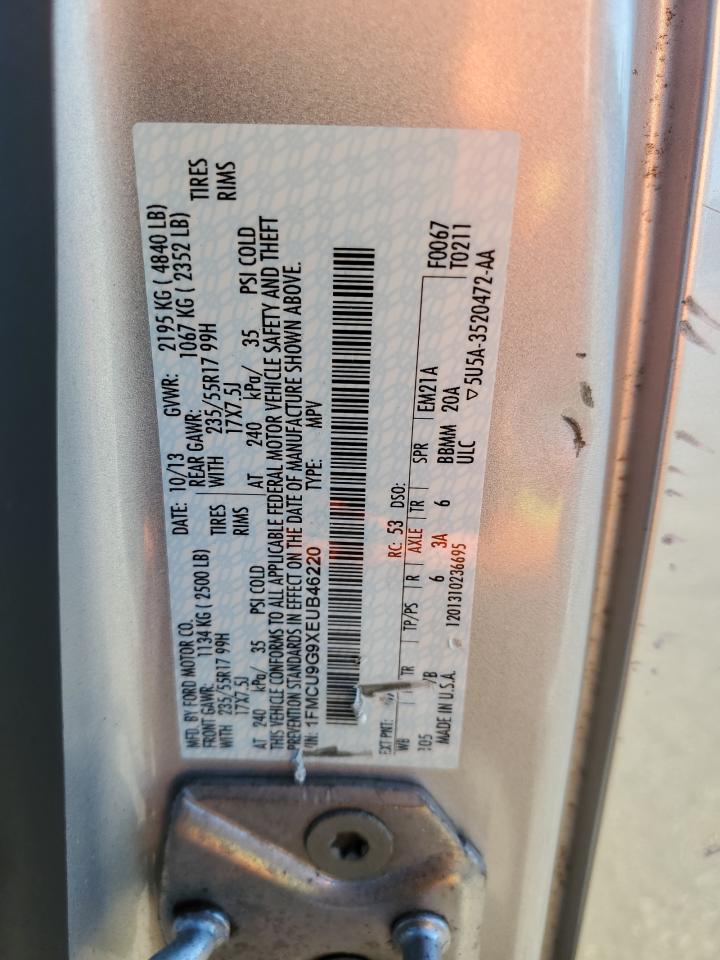 MFD. BY FORD MOTOR CO.
DATE: 10/13 GVWR: 2195 KG ( 4840 LB)
FRONT GAWR: 1134 KG ( 2500 LB) REAR GAWR: 1067 KG ( 2352 LB)
WITH 235/55R17 99H TIRES WITH 235/55R17 99H TIRES
17X7.5J RIMS 17X7.5J RIMS
AT 240 kPa/ 35 PSI COLD AT 240 kPa/ 35 PSI COLD
THIS VEHICLE CONFORMS TO ALL APPLICABLE FEDERAL MOTOR VEHICLE SAFETY AND THEFT
PREVENTION STANDARDS IN EFFECT ON THE DATE OF MANUFACTURE SHOWN ABOVE.
VIN: 1FMCU9G9XEUB46220 TYPE: MPV
EXT PNT: RC: 53 DSO: F0067
WB TR TP/PS R AXLE TR SPR EM21A T0211
105 6 3A 6 BBMM 20A
ULC
MADE IN U.S.A. 1201310236695 ▽5U5A-3520472-AA